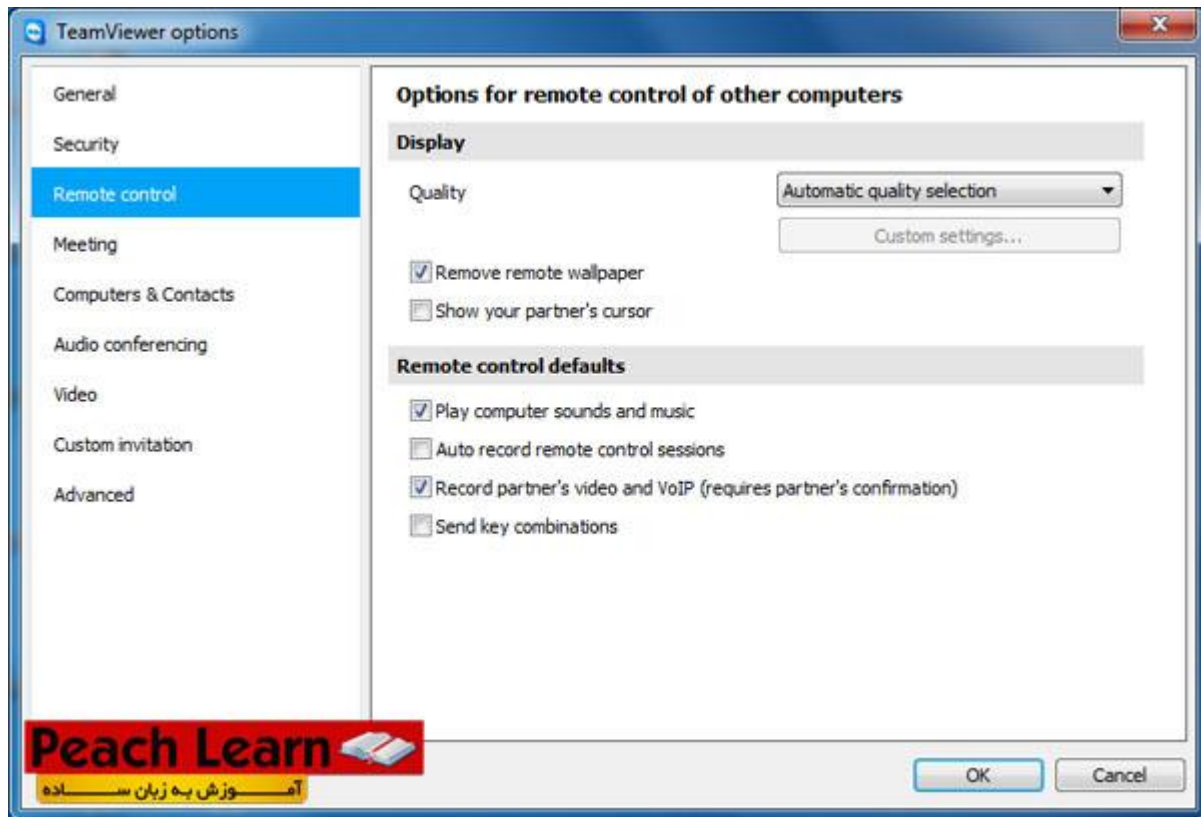 TeamViewer options
General
Security
Remote control
Meeting
Computers & Contacts
Audio conferencing
Video
Custom invitation
Advanced
Options for remote control of other computers
Display
Quality
Automatic quality selection
Custom settings...
Remove remote wallpaper
Show your partner's cursor
Remote control defaults
Play computer sounds and music
Auto record remote control sessions
Record partner's video and VoIP (requires partner's confirmation)
Send key combinations
Peach Learn
آمـــــوزش به زبان ســـــاده
OK
Cancel